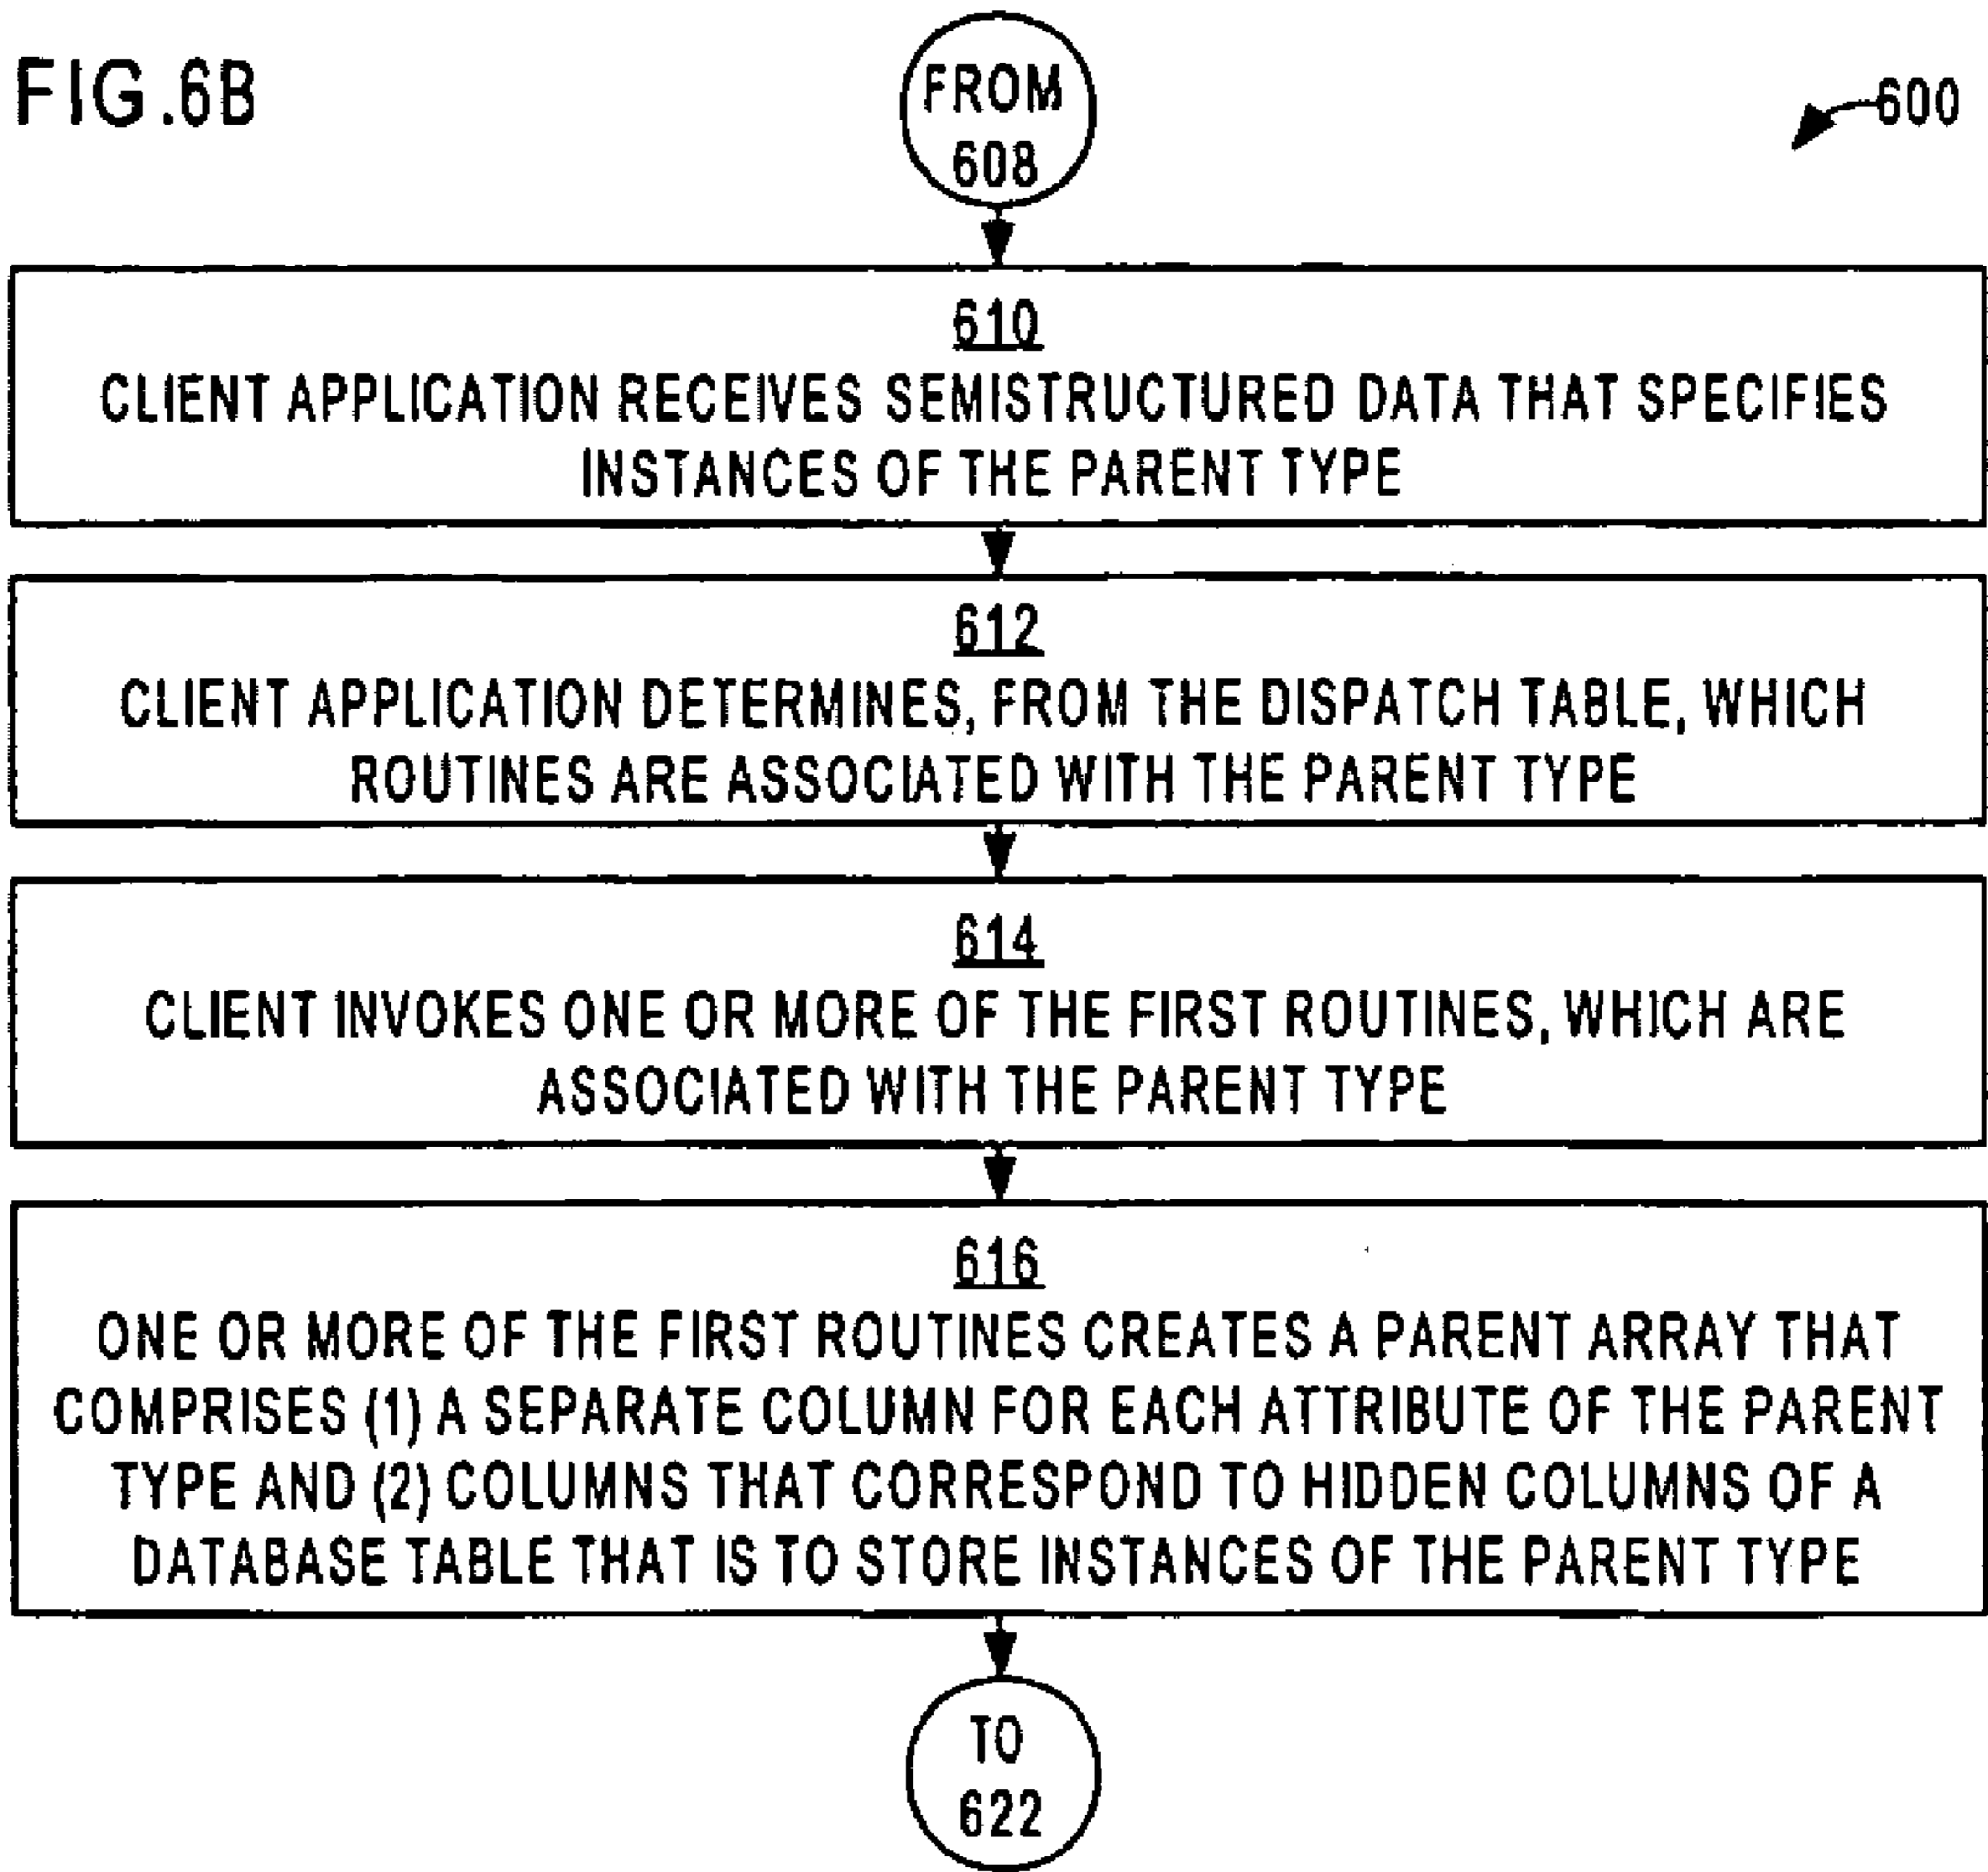 FIG.6B
FROM
608
600
610
CLIENT APPLICATION RECEIVES SEMISTRUCTURED DATA THAT SPECIFIES
INSTANCES OF THE PARENT TYPE
612
CLIENT APPLICATION DETERMINES, FROM THE DISPATCH TABLE, WHICH
ROUTINES ARE ASSOCIATED WITH THE PARENT TYPE
614
CLIENT INVOKES ONE OR MORE OF THE FIRST ROUTINES, WHICH ARE
ASSOCIATED WITH THE PARENT TYPE
616
ONE OR MORE OF THE FIRST ROUTINES CREATES A PARENT ARRAY THAT
COMPRISES (1) A SEPARATE COLUMN FOR EACH ATTRIBUTE OF THE PARENT
TYPE AND (2) COLUMNS THAT CORRESPOND TO HIDDEN COLUMNS OF A
DATABASE TABLE THAT IS TO STORE INSTANCES OF THE PARENT TYPE
TO
622